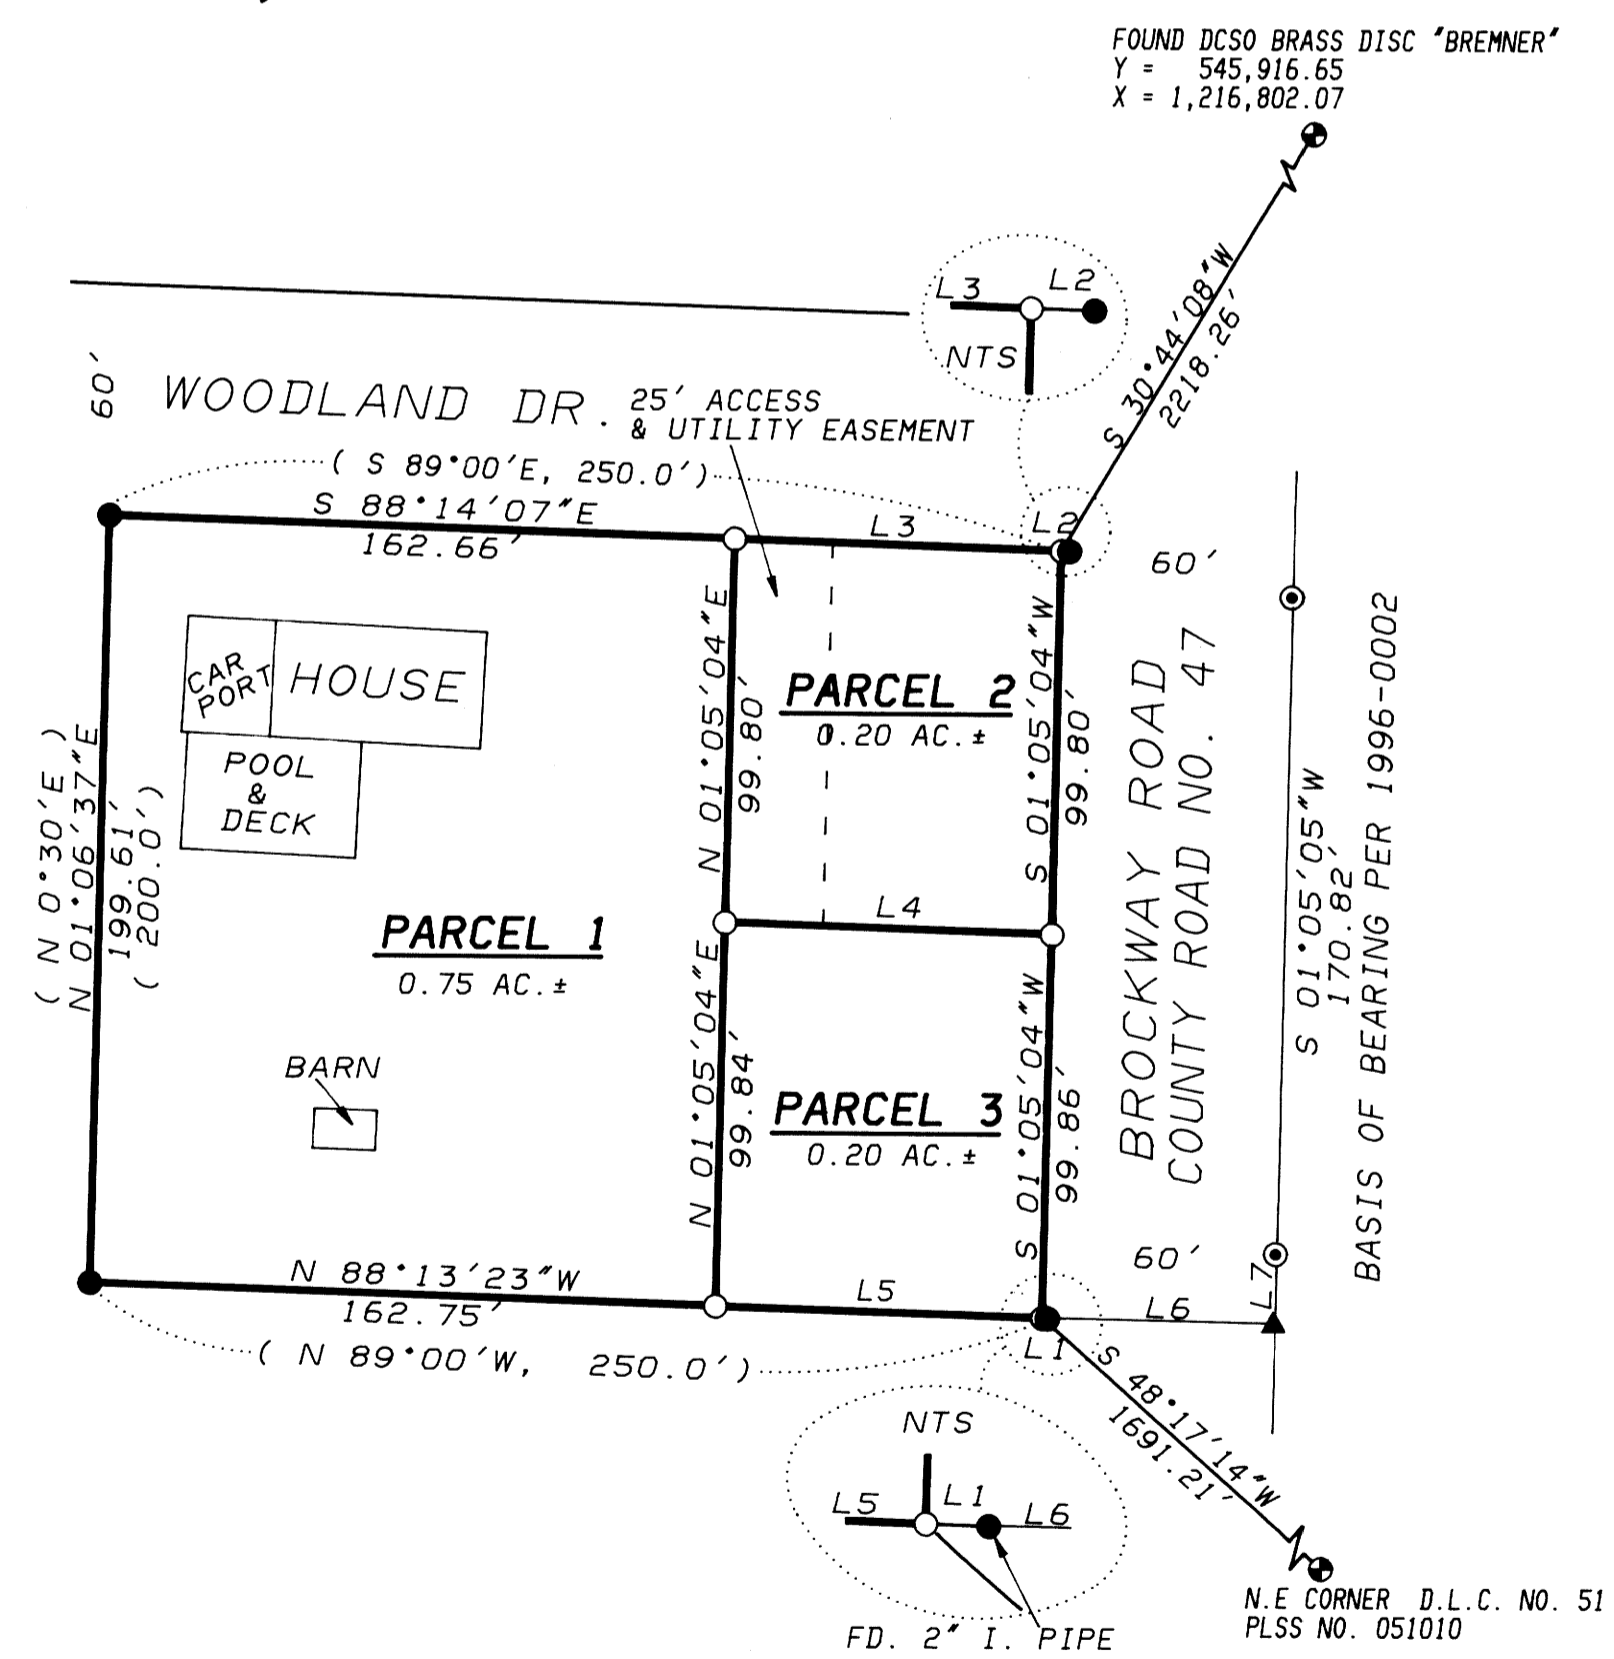 FOUND DCSO BRASS DISC "BREMNER"
Y = 545,916.65
X = 1,216,802.07
S 30°44'08"W
2218.26'
L3
L2
NTS
60'
WOODLAND DR.
25' ACCESS
& UTILITY EASEMENT
( S 89°00'E, 250.0')
S 88°14'07"E
162.66'
L3
L2
60'
CAR
PORT
HOUSE
POOL
&
DECK
N 01°05'04"E
99.80'
PARCEL 2
0.20 AC.±
S 01°05'04"W
99.80'
BROCKWAY ROAD
COUNTY ROAD NO. 47
S 01°05'05"W
170.82'
BASIS OF BEARING PER 1996-0002
( N 0°30'E )
N 01°06'37"E
199.61'
( 200.0')
PARCEL 1
0.75 AC.±
L4
BARN
N 01°05'04"E
99.84'
PARCEL 3
0.20 AC.±
S 01°05'04"W
99.86'
N 88°13'23"W
162.75'
L5
60'
L6
L7
L1
( N 89°00'W, 250.0')
S 48°17'14"W
1691.21'
NTS
L5
L1
L6
FD. 2" I. PIPE
N.E CORNER D.L.C. NO. 51
PLSS NO. 051010